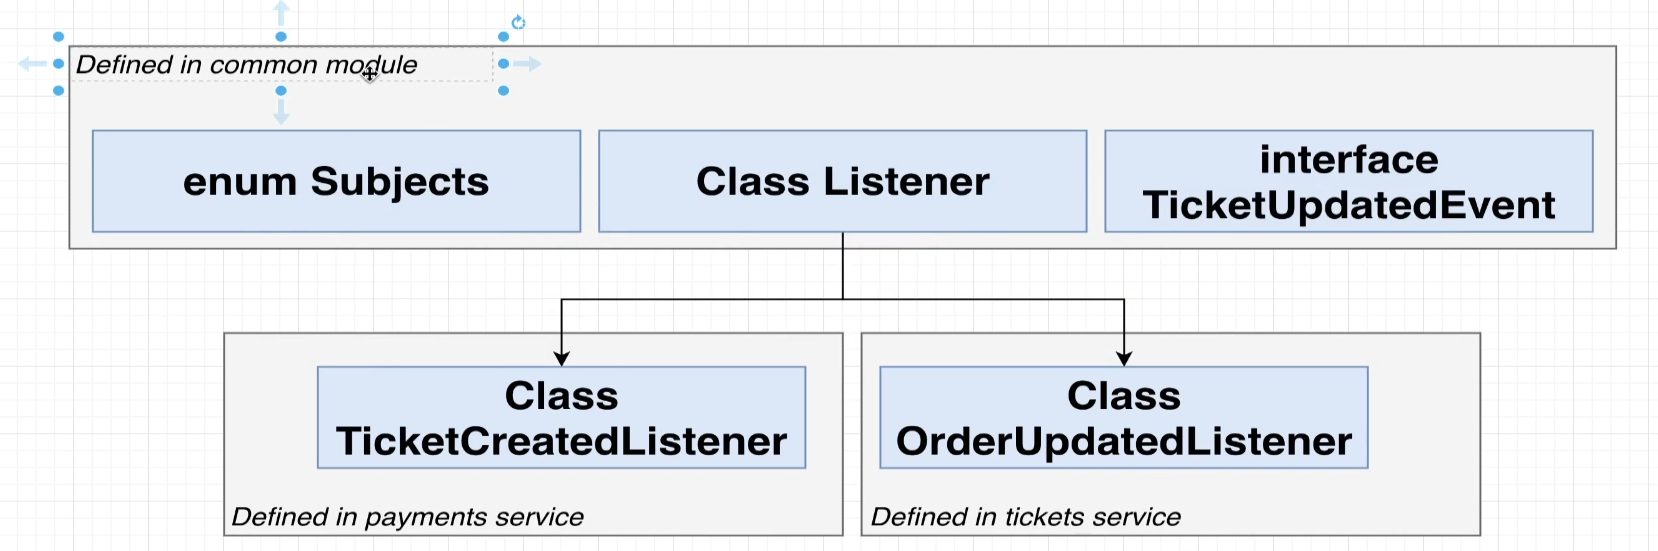 Defined in common module
enum Subjects
Class Listener
interface
TicketUpdatedEvent
Class
TicketCreatedListener
Defined in payments service
Class
OrderUpdatedListener
Defined in tickets service